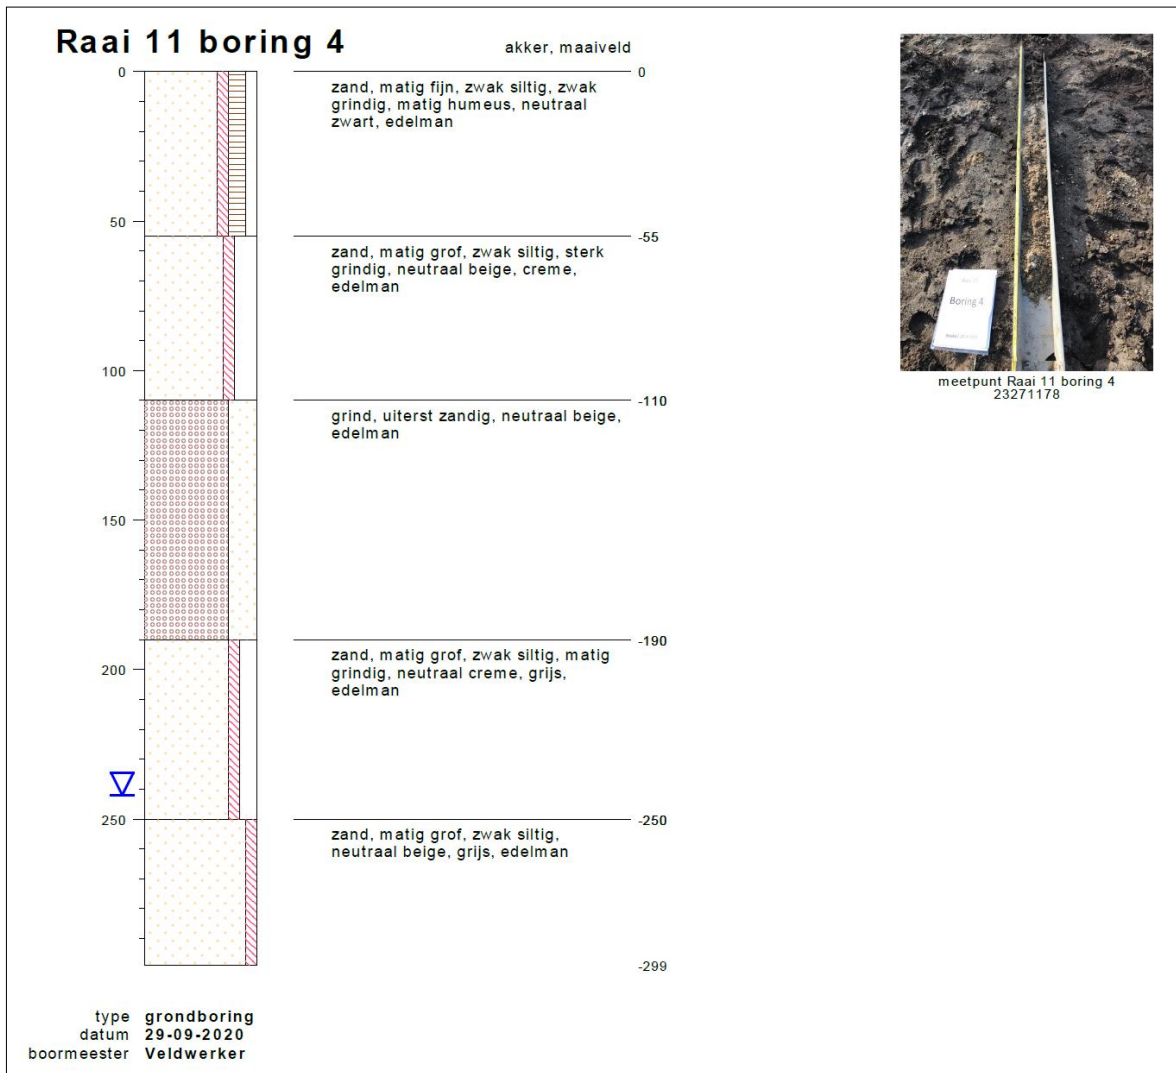 Raai 11 boring 4
akker, maaiveld
0
0
zand, matig fijn, zwak siltig, zwak
grindig, matig humeus, neutraal
zwart, edelman
50
-55
zand, matig grof, zwak siltig, sterk
grindig, neutraal beige, creme,
edelman
100
-110
grind, uiterst zandig, neutraal beige,
edelman
150
-190
zand, matig grof, zwak siltig, matig
grindig, neutraal creme, grijs,
edelman
200
250
-250
zand, matig grof, zwak siltig,
neutraal beige, grijs, edelman
-299
Boring 4
meetpunt Raai 11 boring 4
23271178
type grondboring
datum 29-09-2020
boormeester Veldwerker